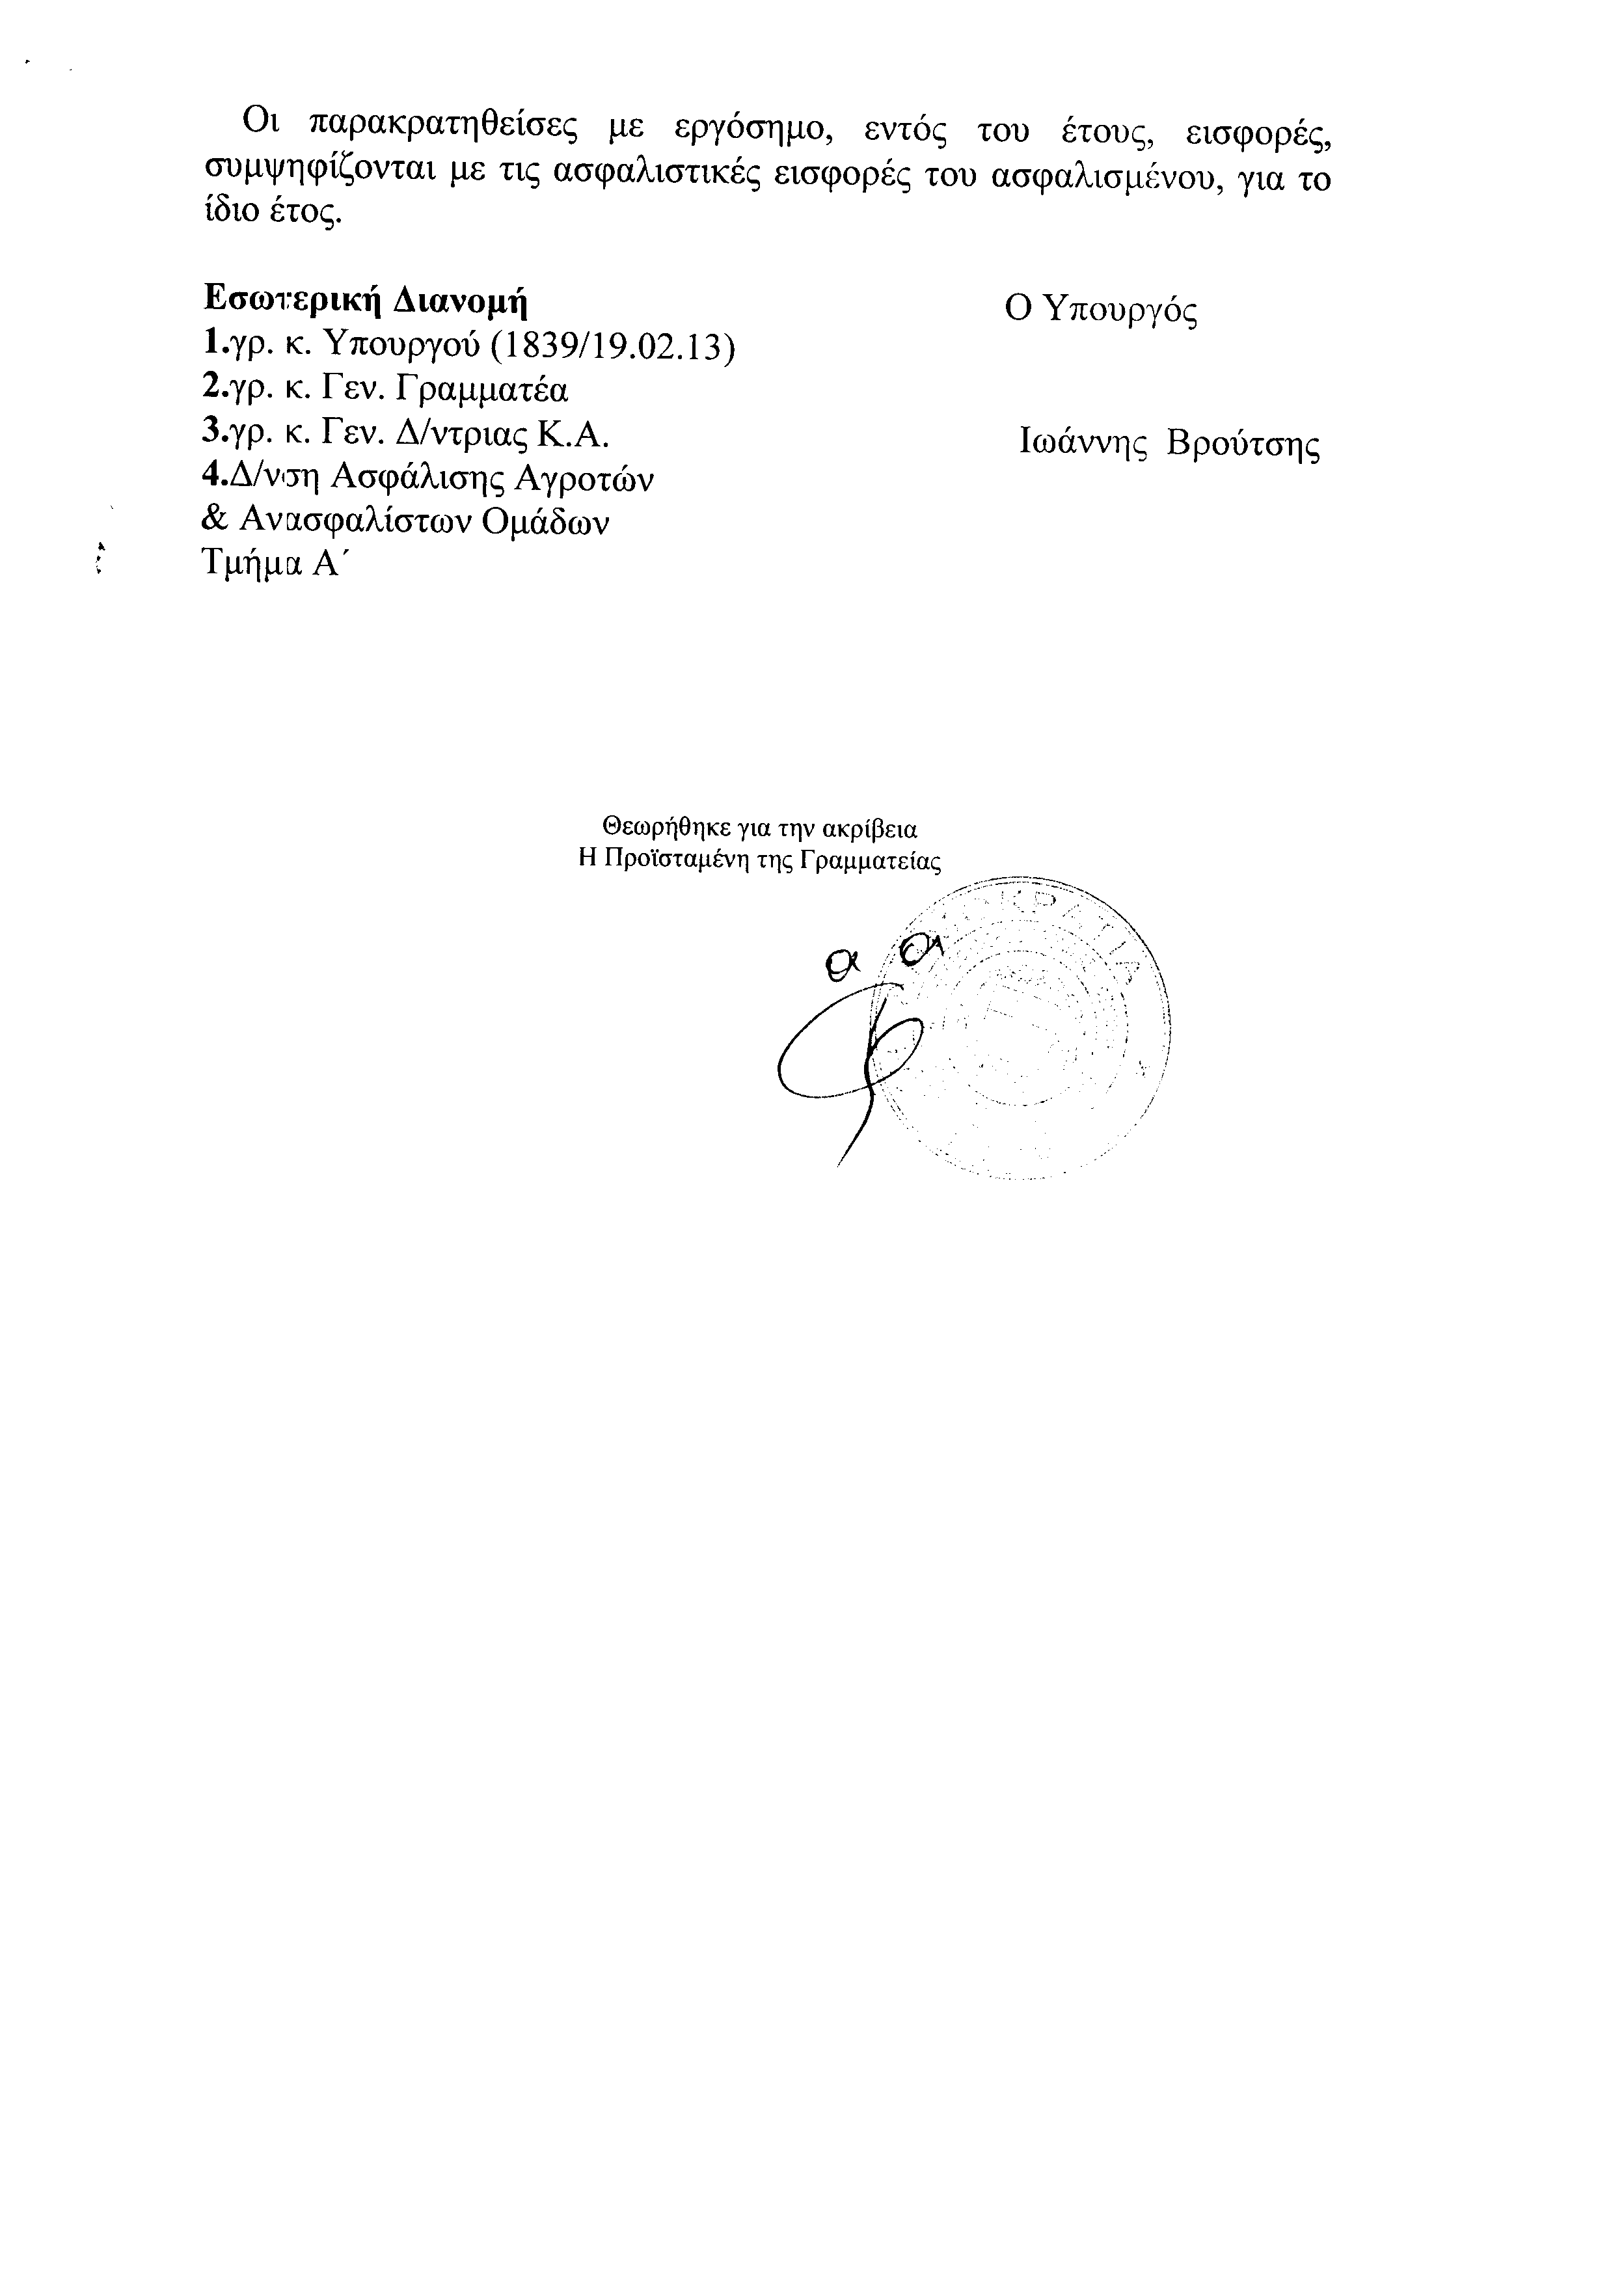 Οι παρακρατηθείσες με εργόσημο, εντός του έτους, εισφορές,
συμψηφίζονται με τις ασφαλιστικές εισφορές του ασφαλισμένου, για το
ίδιο έτος.
Εσωτερική Διανομή
1.γρ. κ. Υπουργού (1839/19.02.13)
2.γρ. κ. Γεν. Γραμματέα
3.γρ. κ. Γεν. Δ/ντριας Κ.Α.
4.Δ/νση Ασφάλισης Αγροτών
& Ανασφαλίστων Ομάδων
Τμήμα Α΄
Ο Υπουργός
Ιωάννης Βρούτσης
Θεωρήθηκε για την ακρίβεια
Η Προϊσταμένη της Γραμματείας
α α